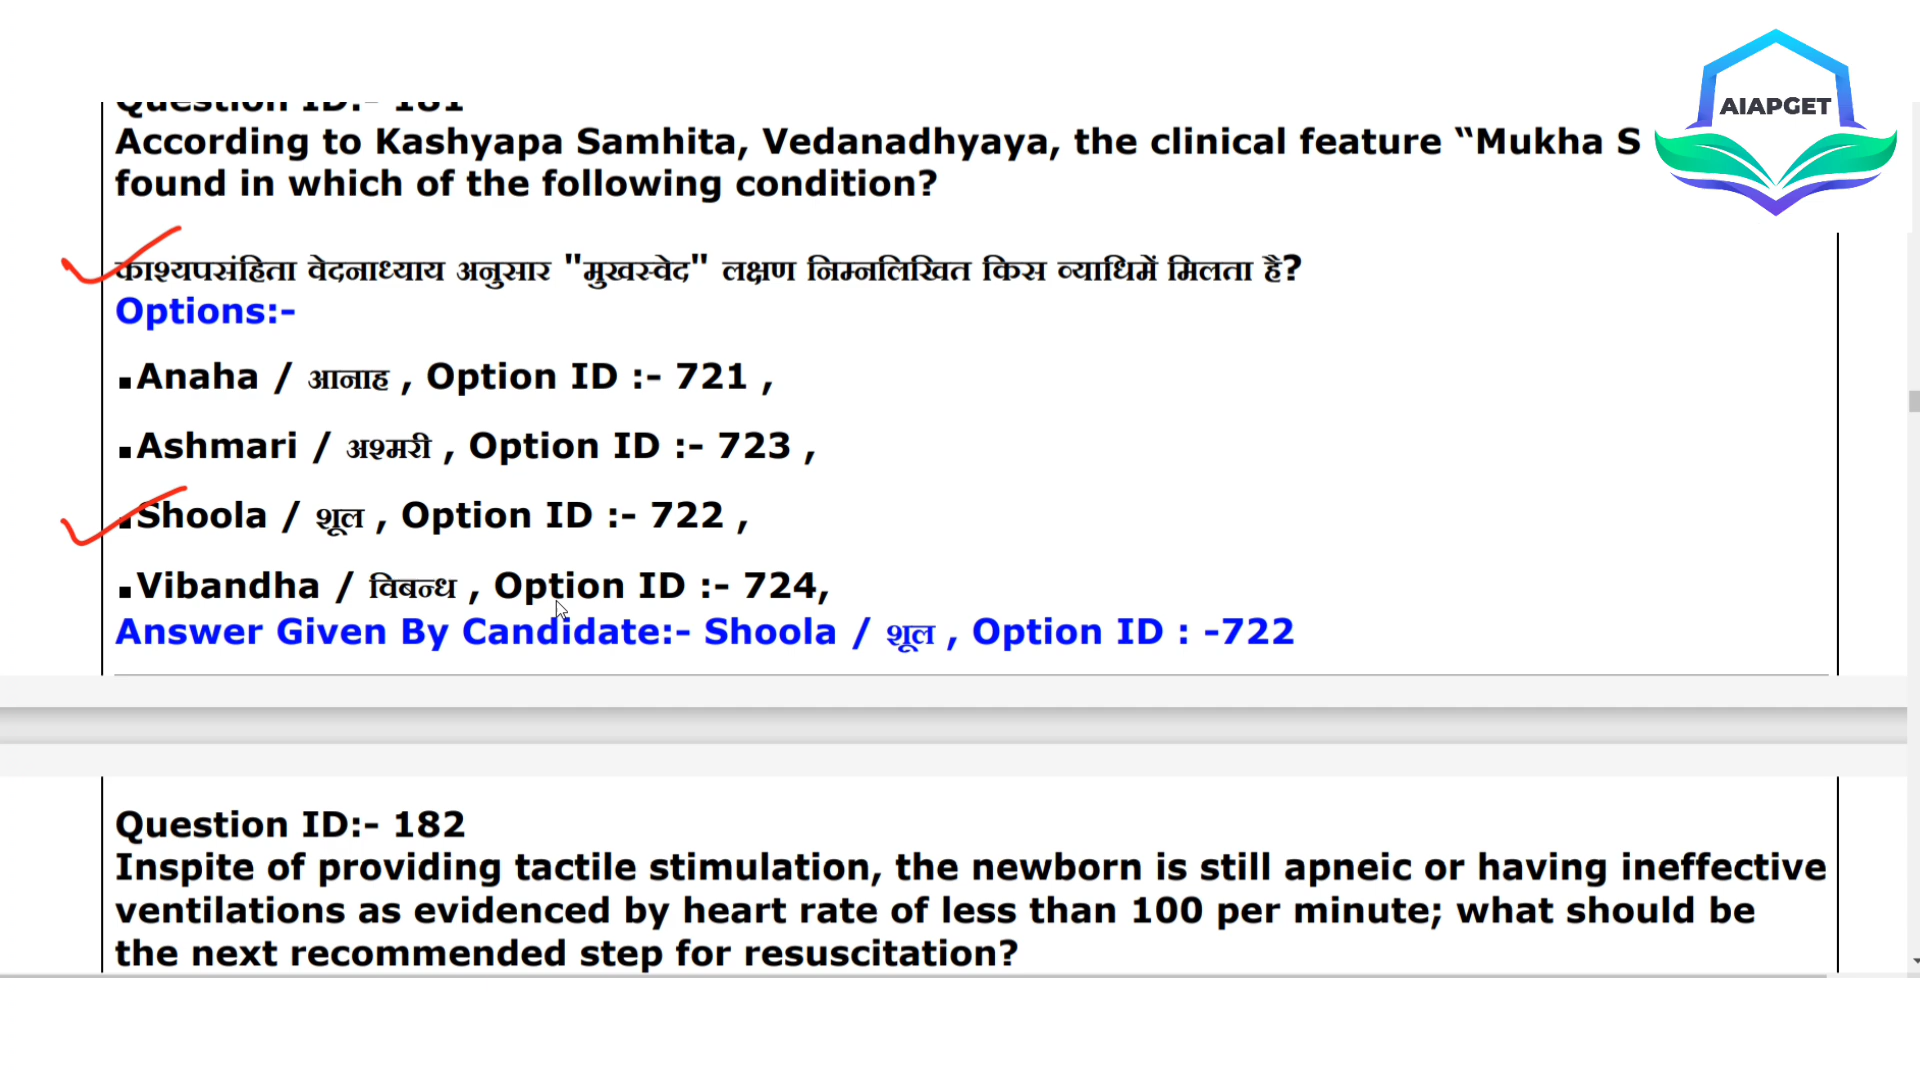 Question ID:- 181
AIAPGET
According to Kashyapa Samhita, Vedanadhyaya, the clinical feature “Mukha S
found in which of the following condition?
काश्यपसंहिता वेदनाध्याय अनुसार "मुखस्वेद" लक्षण निम्नलिखित किस व्याधिमें मिलता है?
Options:-
▪Anaha / आनाह , Option ID :- 721 ,
▪Ashmari / अश्मरी , Option ID :- 723 ,
▪Shoola / शूल , Option ID :- 722 ,
▪Vibandha / विबन्ध , Option ID :- 724,
Answer Given By Candidate:- Shoola / शूल , Option ID : -722
Question ID:- 182
Inspite of providing tactile stimulation, the newborn is still apneic or having ineffective
ventilations as evidenced by heart rate of less than 100 per minute; what should be
the next recommended step for resuscitation?